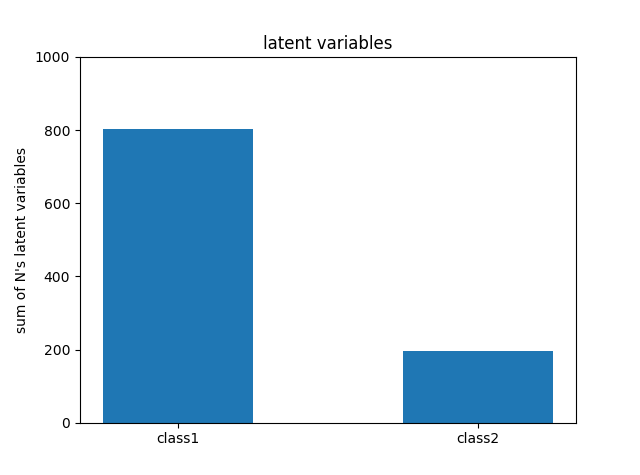 latent variables
1000
800
600
400
200
0
sum of N's latent variables
class1
class2